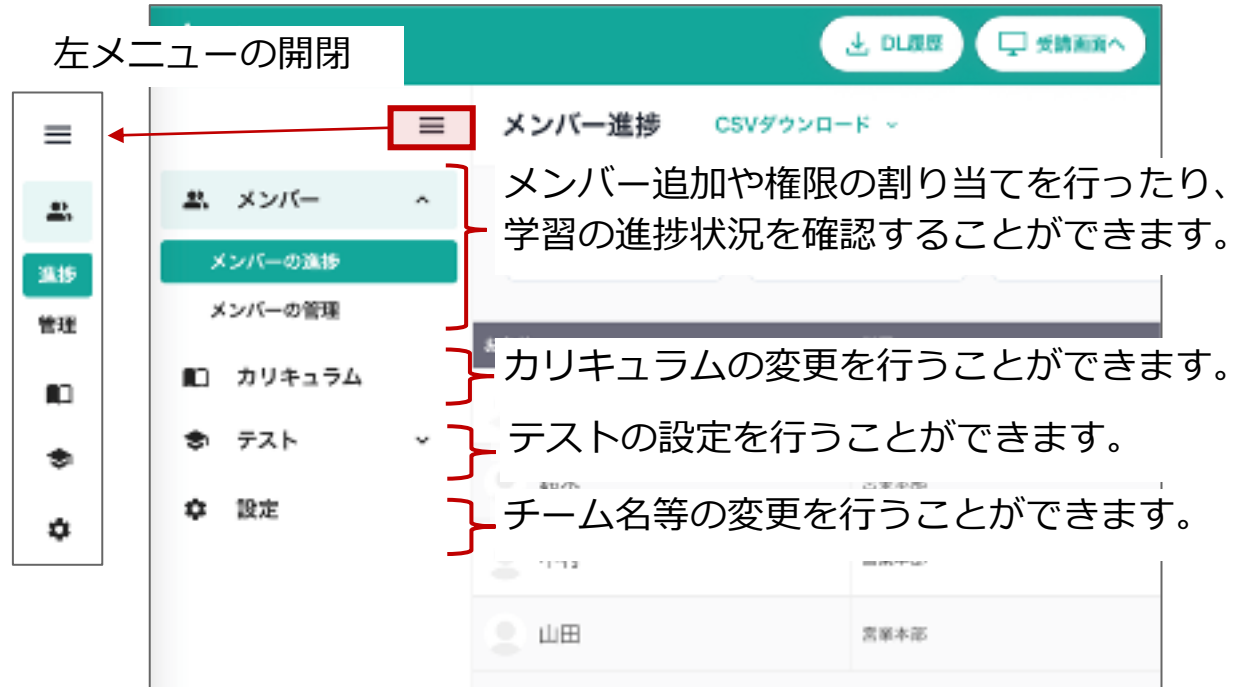 左メニューの開閉
DL履歴
受講画面へ
メンバー進捗
CSVダウンロード
メンバー
メンバー追加や権限の割り当てを行ったり、
学習の進捗状況を確認することができます。
メンバーの進捗
メンバーの管理
進捗
管理
カリキュラム
カリキュラムの変更を行うことができます。
テスト
テストの設定を行うことができます。
設定
チーム名等の変更を行うことができます。
山田
営業本部